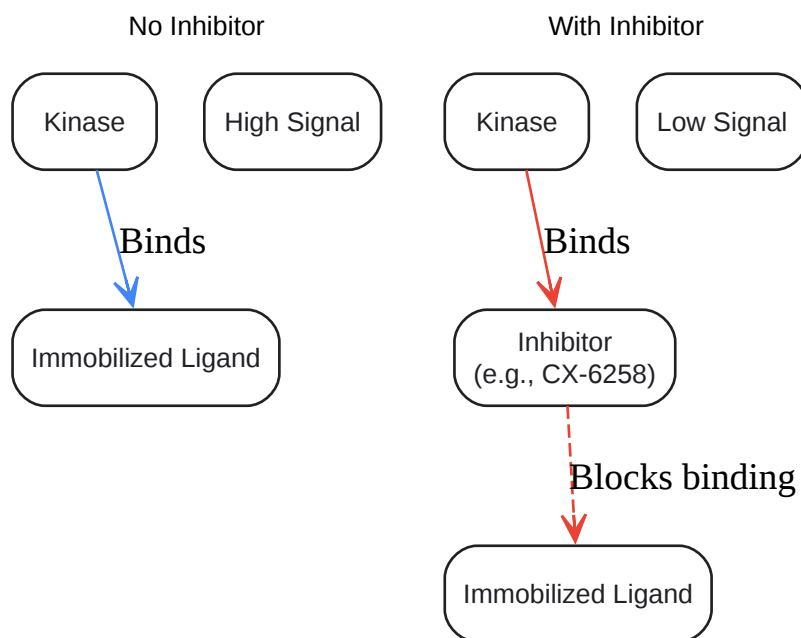 No Inhibitor
With Inhibitor
Kinase
High Signal
Kinase
Low Signal
Binds
Binds
Immobilized Ligand
Inhibitor
(e.g., CX-6258)
Blocks binding
Immobilized Ligand